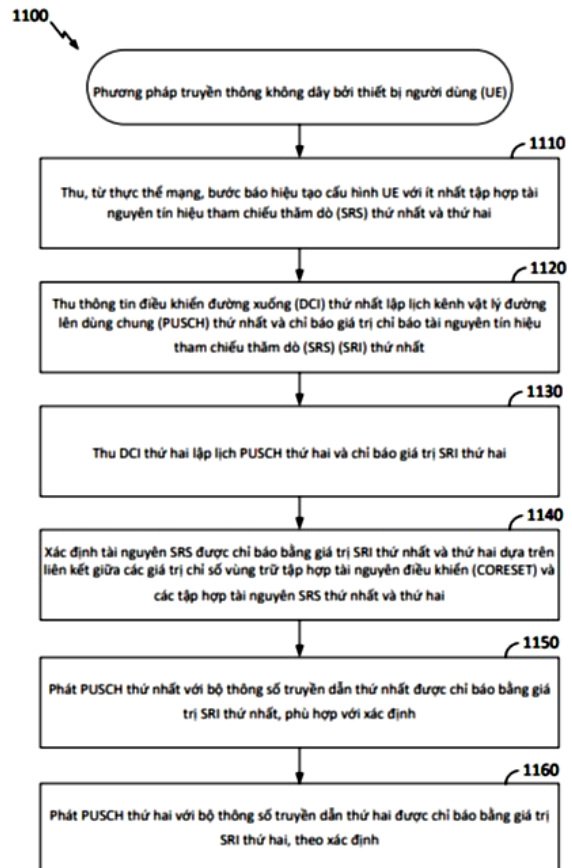 1100
Phương pháp truyền thông không dây bởi thiết bị người dùng (UE)
1110
Thu, từ thực thể mạng, bước báo hiệu tạo cấu hình UE với ít nhất tập hợp tài
nguyên tín hiệu tham chiếu thăm dò (SRS) thứ nhất và thứ hai
1120
Thu thông tin điều khiển đường xuống (DCI) thứ nhất lập lịch kênh vật lý đường
lên dùng chung (PUSCH) thứ nhất và chỉ báo giá trị chỉ báo tài nguyên tín hiệu
tham chiếu thăm dò (SRS) (SRI) thứ nhất
1130
Thu DCI thứ hai lập lịch PUSCH thứ hai và chỉ báo giá trị SRI thứ hai
1140
Xác định tài nguyên SRS được chỉ báo bằng giá trị SRI thứ nhất và thứ hai dựa trên
liên kết giữa các giá trị chỉ số vùng trữ tập hợp tài nguyên điều khiển (CORESET) và
các tập hợp tài nguyên SRS thứ nhất và thứ hai
1150
Phát PUSCH thứ nhất với bộ thông số truyền dẫn thứ nhất được chỉ báo bằng giá
trị SRI thứ nhất, phù hợp với xác định
1160
Phát PUSCH thứ hai với bộ thông số truyền dẫn thứ hai được chỉ báo bằng giá trị
SRI thứ hai, theo xác định